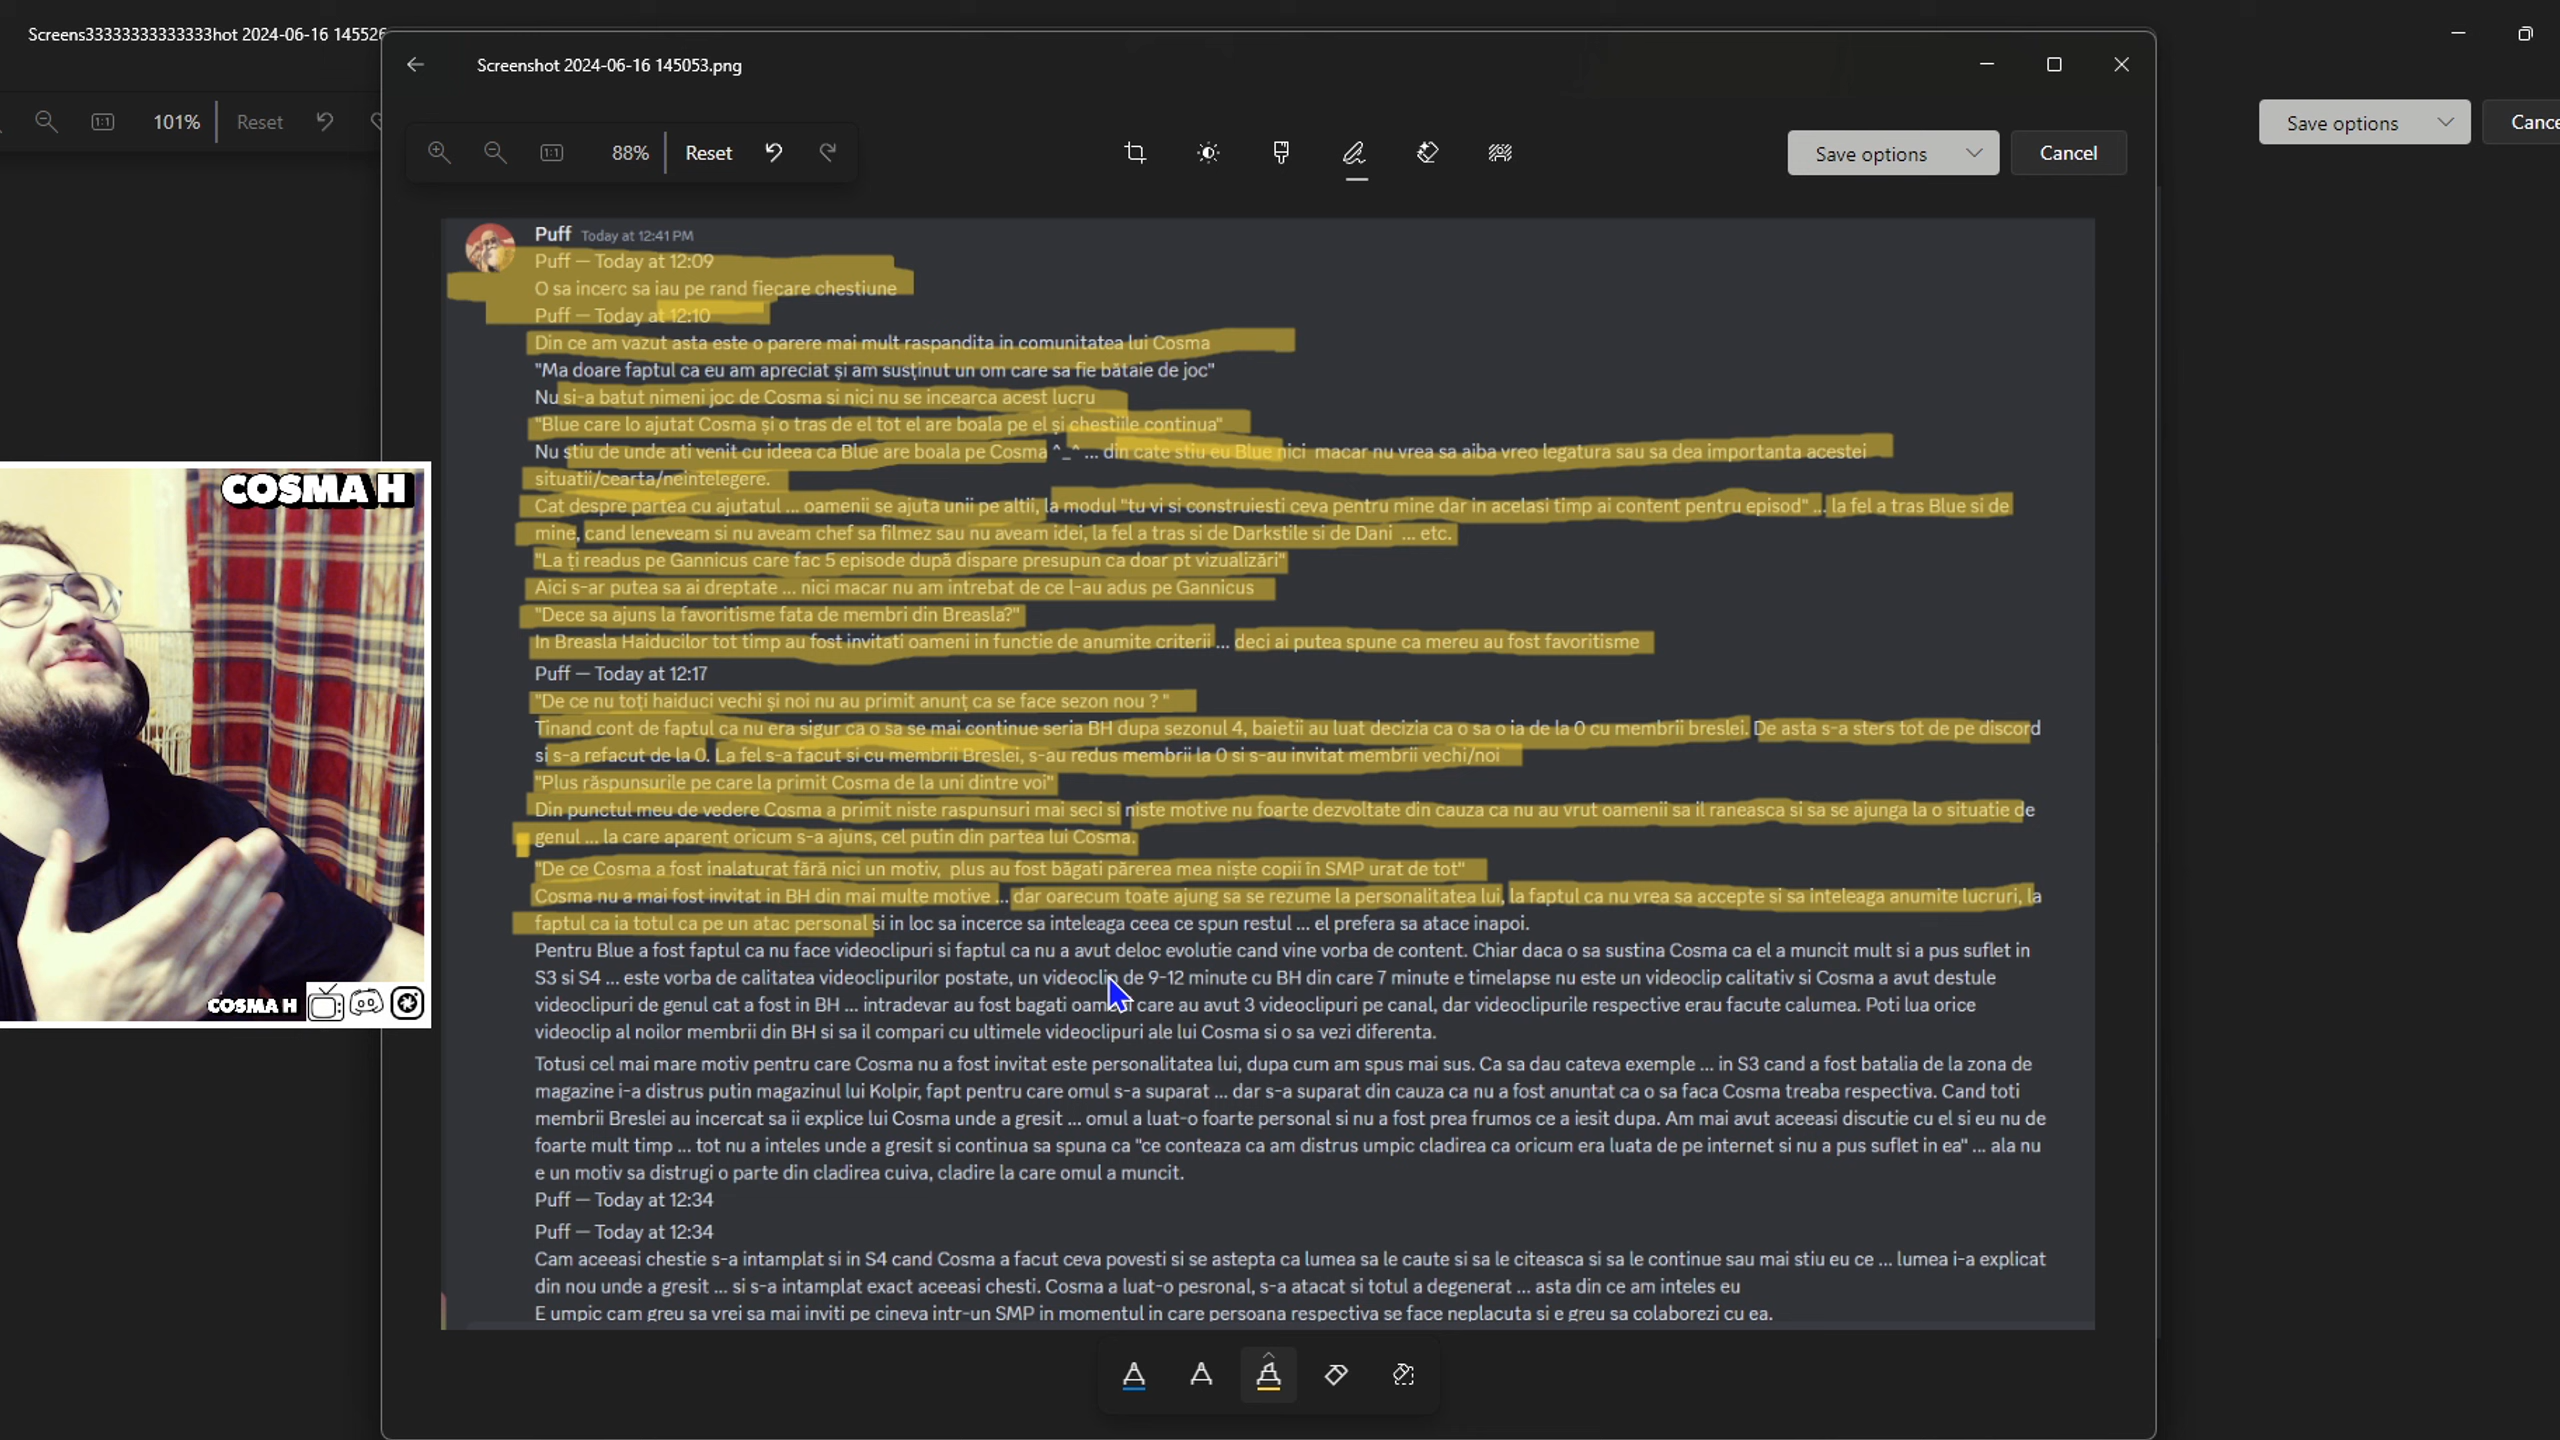 Screens33333333333333hot 2024-06-16 145526
Screenshot 2024-06-16 145053.png
101%
Reset
88%
Reset
Save options
Cancel
Save options
Puff Today at 12:41 PM
Puff — Today at 12:09
O sa incerc sa iau pe rand fiecare chestiune
Puff — Today at 12:10
Din ce am vazut asta este o parere mai mult raspandita in comunitatea lui Cosma
"Ma doare faptul ca eu am apreciat și am susținut un om care sa fie bătaie de joc"
Nu si-a batut nimeni joc de Cosma si nici nu se incearca acest lucru
"Blue care lo ajutat Cosma și o tras de el tot el are boala pe el și chestiile continua"
Nu stiu de unde ati venit cu ideea ca Blue are boala pe Cosma ^_^ ... din cate stiu eu Blue nici macar nu vrea sa aiba vreo legatura sau sa dea importanta acestei
situatii/cearta/neintelegere.
Cat despre partea cu ajutatul ... oamenii se ajuta unii pe altii, la modul "tu vi si construiesti ceva pentru mine dar in acelasi timp ai content pentru episod" ... la fel a tras Blue si de
mine, cand leneveam si nu aveam chef sa filmez sau nu aveam idei, la fel a tras si de Darkstile si de Dani ... etc.
"La ți readus pe Gannicus care fac 5 episode după dispare presupun ca doar pt vizualizări"
Aici s-ar putea sa ai dreptate ... nici macar nu am intrebat de ce l-au adus pe Gannicus
"Dece sa ajuns la favoritisme fata de membri din Breasla?"
In Breasla Haiducilor tot timp au fost invitati oameni in functie de anumite criterii ... deci ai putea spune ca mereu au fost favoritisme
Puff — Today at 12:17
"De ce nu toți haiduci vechi și noi nu au primit anunț ca se face sezon nou ? "
Tinand cont de faptul ca nu era sigur ca o sa se mai continue seria BH dupa sezonul 4, baietii au luat decizia ca o sa o ia de la 0 cu membrii breslei. De asta s-a sters tot de pe discord
si s-a refacut de la 0. La fel s-a facut si cu membrii Breslei, s-au redus membrii la 0 si s-au invitat membrii vechi/noi
"Plus răspunsurile pe care la primit Cosma de la uni dintre voi"
Din punctul meu de vedere Cosma a primit niste raspunsuri mai seci si niste motive nu foarte dezvoltate din cauza ca nu au vrut oamenii sa il raneasca si sa se ajunga la o situatie de
genul ... la care aparent oricum s-a ajuns, cel putin din partea lui Cosma.
"De ce Cosma a fost inalaturat fără nici un motiv, plus au fost băgati părerea mea niște copii în SMP urat de tot"
Cosma nu a mai fost invitat in BH din mai multe motive ... dar oarecum toate ajung sa se rezume la personalitatea lui, la faptul ca nu vrea sa accepte si sa inteleaga anumite lucruri, la
faptul ca ia totul ca pe un atac personal si in loc sa incerce sa inteleaga ceea ce spun restul ... el prefera sa atace inapoi.
Pentru Blue a fost faptul ca nu face videoclipuri si faptul ca nu a avut deloc evolutie cand vine vorba de content. Chiar daca o sa sustina Cosma ca el a muncit mult si a pus suflet in
S3 si S4 ... este vorba de calitatea videoclipurilor postate, un videoclip de 9-12 minute cu BH din care 7 minute e timelapse nu este un videoclip calitativ si Cosma a avut destule
videoclipuri de genul cat a fost in BH ... intradevar au fost bagati oameni care au avut 3 videoclipuri pe canal, dar videoclipurile respective erau facute calumea. Poti lua orice
videoclip al noilor membrii din BH si sa il compari cu ultimele videoclipuri ale lui Cosma si o sa vezi diferenta.
Totusi cel mai mare motiv pentru care Cosma nu a fost invitat este personalitatea lui, dupa cum am spus mai sus. Ca sa dau cateva exemple ... in S3 cand a fost batalia de la zona de
magazine i-a distrus putin magazinul lui Kolpir, fapt pentru care omul s-a suparat ... dar s-a suparat din cauza ca nu a fost anuntat ca o sa faca Cosma treaba respectiva. Cand toti
membrii Breslei au incercat sa ii explice lui Cosma unde a gresit ... omul a luat-o foarte personal si nu a fost prea frumos ce a iesit dupa. Am mai avut aceeasi discutie cu el si eu nu de
foarte mult timp ... tot nu a inteles unde a gresit si continua sa spuna ca "ce conteaza ca am distrus umpic cladirea ca oricum era luata de pe internet si nu a pus suflet in ea" ... ala nu
e un motiv sa distrugi o parte din cladirea cuiva, cladire la care omul a muncit.
Puff — Today at 12:34
Puff — Today at 12:34
Cam aceeasi chestie s-a intamplat si in S4 cand Cosma a facut ceva povesti si se astepta ca lumea sa le caute si sa le citeasca si sa le continue sau mai stiu eu ce ... lumea i-a explicat
din nou unde a gresit ... si s-a intamplat exact aceeasi chesti. Cosma a luat-o pesronal, s-a atacat si totul a degenerat ... asta din ce am inteles eu
E umpic cam greu sa vrei sa mai inviti pe cineva intr-un SMP in momentul in care persoana respectiva se face neplacuta si e greu sa colaborezi cu ea.
COSMA H
COSMA H